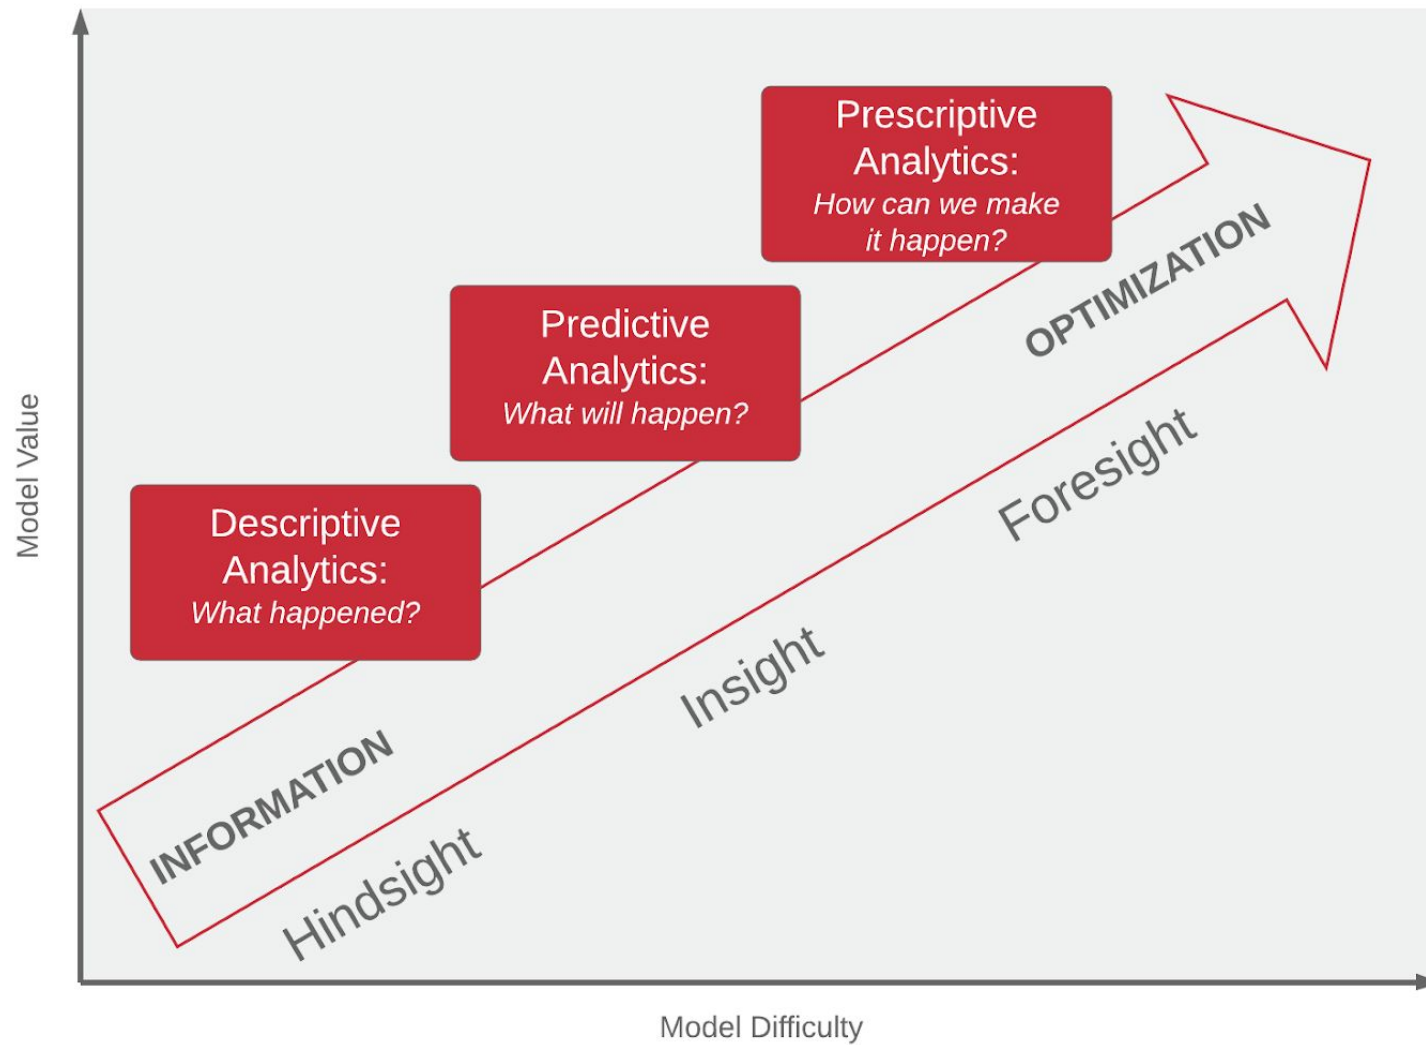 Prescriptive
Analytics:
How can we make
it happen?
Predictive
Analytics:
What will happen?
Descriptive
Analytics:
What happened?
INFORMATION
OPTIMIZATION
Hindsight
Insight
Foresight
Model Value
Model Difficulty